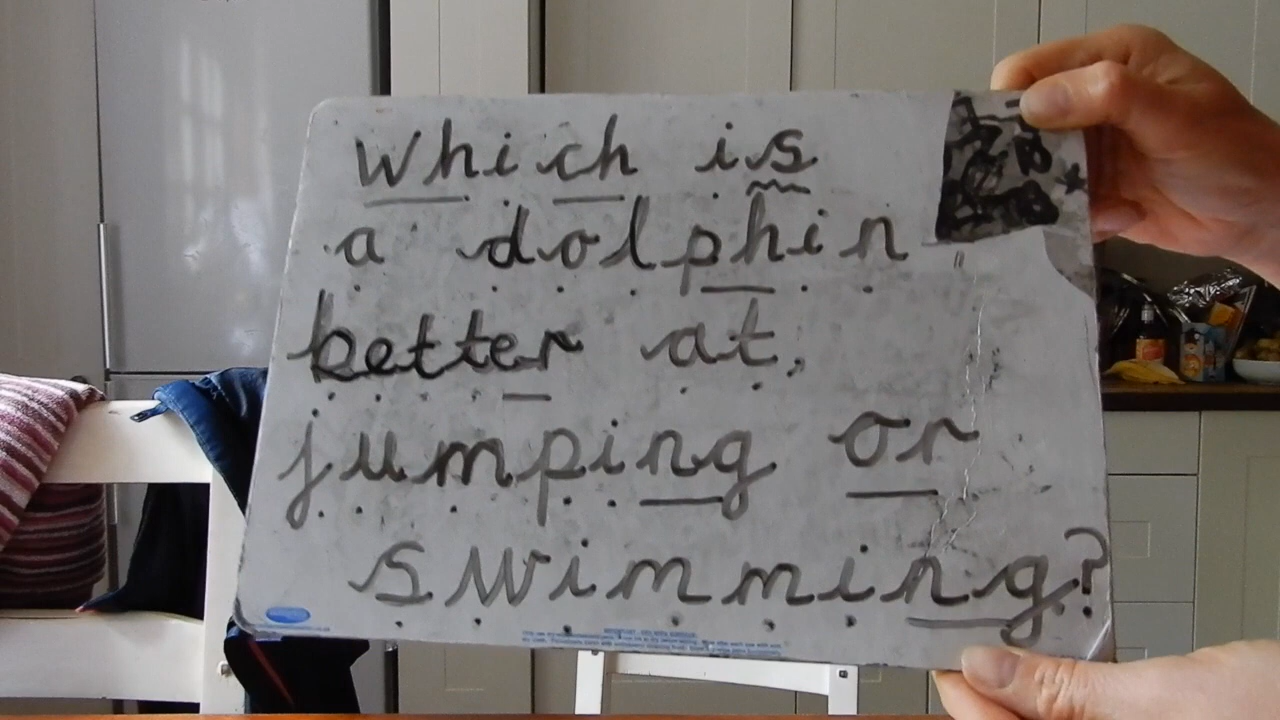 Which is
a dolphin
better at,
jumping or
swimming?